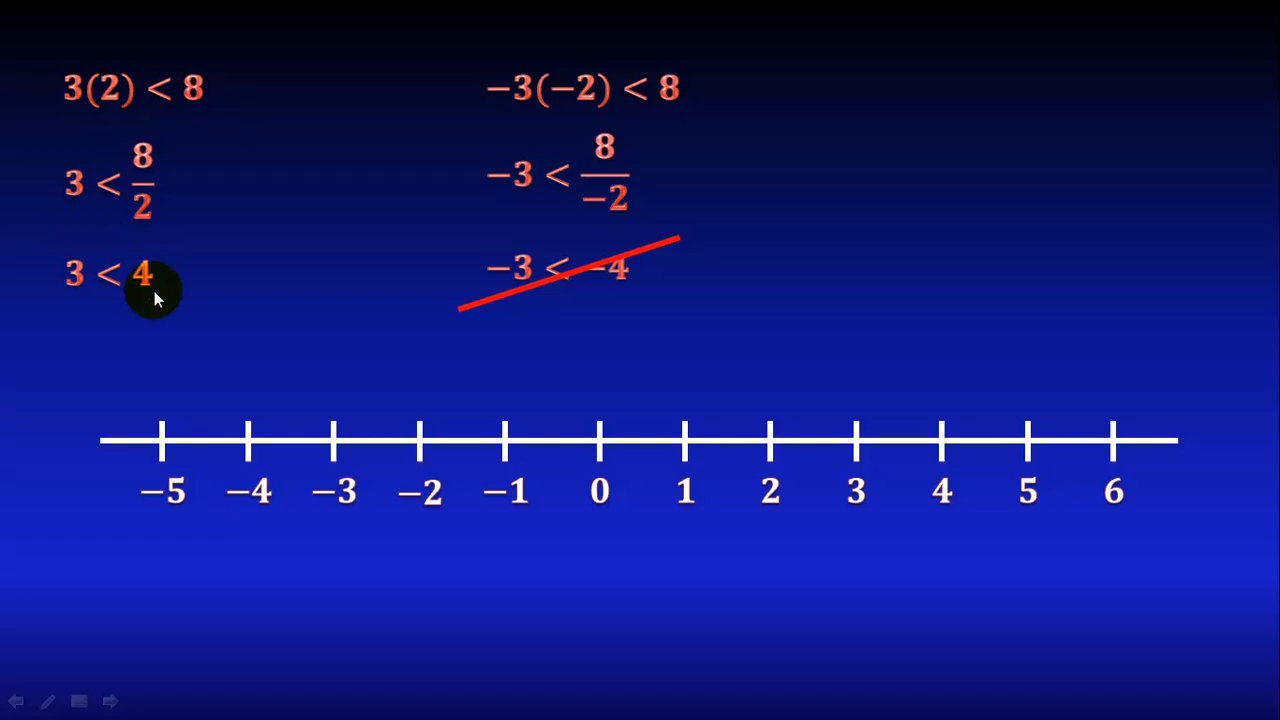 3(2) < 8
3 < 8/2
3 < 4
−3(−2) < 8
−3 < 8/−2
−3 < −4
−5 −4 −3 −2 −1 0 1 2 3 4 5 6